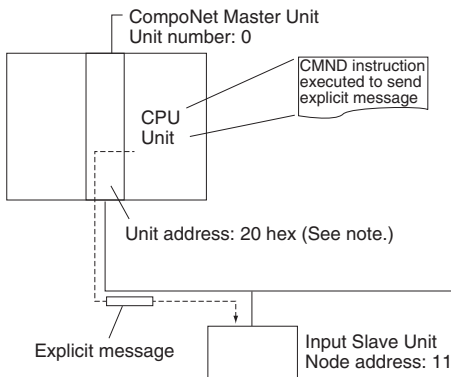 CompoNet Master Unit
Unit number: 0
CMND instruction
executed to send
explicit message
CPU
Unit
Unit address: 20 hex (See note.)
Explicit message
Input Slave Unit
Node address: 11